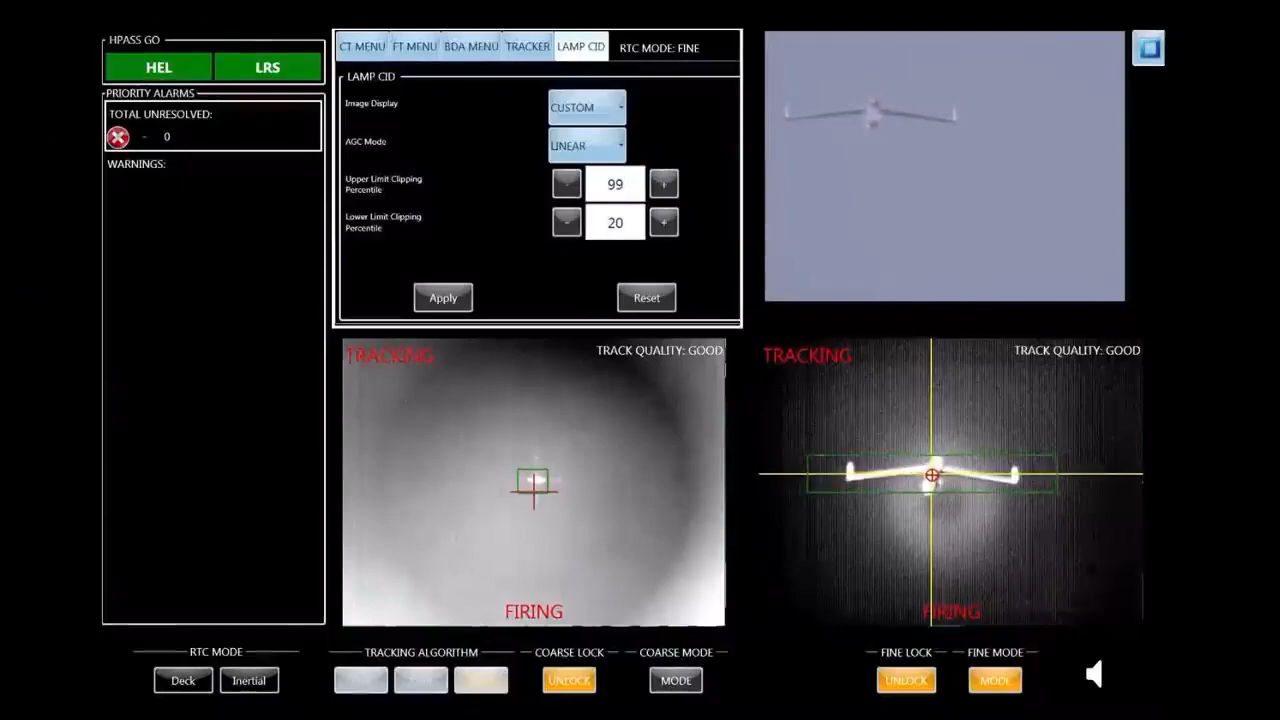 HPASS GO
HEL LRS
PRIORITY ALARMS
TOTAL UNRESOLVED:
- 0
WARNINGS:
CT MENU FT MENU BDA MENU TRACKER LAMP CID RTC MODE: FINE
LAMP CID
Image Display CUSTOM
AGC Mode LINEAR
Upper Limit Clipping
Percentile
- 99 +
Lower Limit Clipping
Percentile
- 20 +
Apply Reset
TRACKING TRACK QUALITY: GOOD
FIRING
TRACKING TRACK QUALITY: GOOD
FIRING
RTC MODE TRACKING ALGORITHM COARSE LOCK COARSE MODE FINE LOCK FINE MODE
Deck Inertial UNLOCK MODE UNLOCK MODE